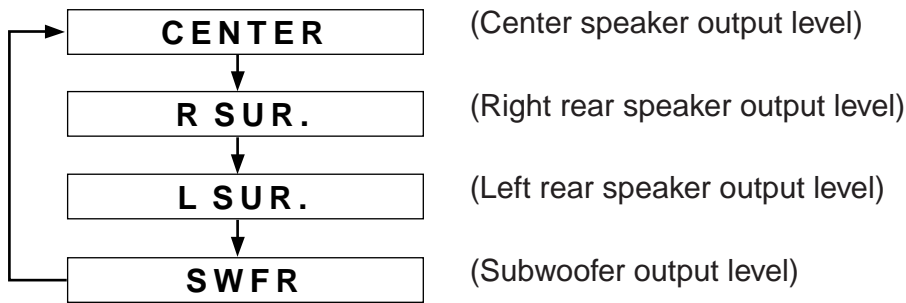 CENTER (Center speaker output level)
R SUR. (Right rear speaker output level)
L SUR. (Left rear speaker output level)
SWFR (Subwoofer output level)